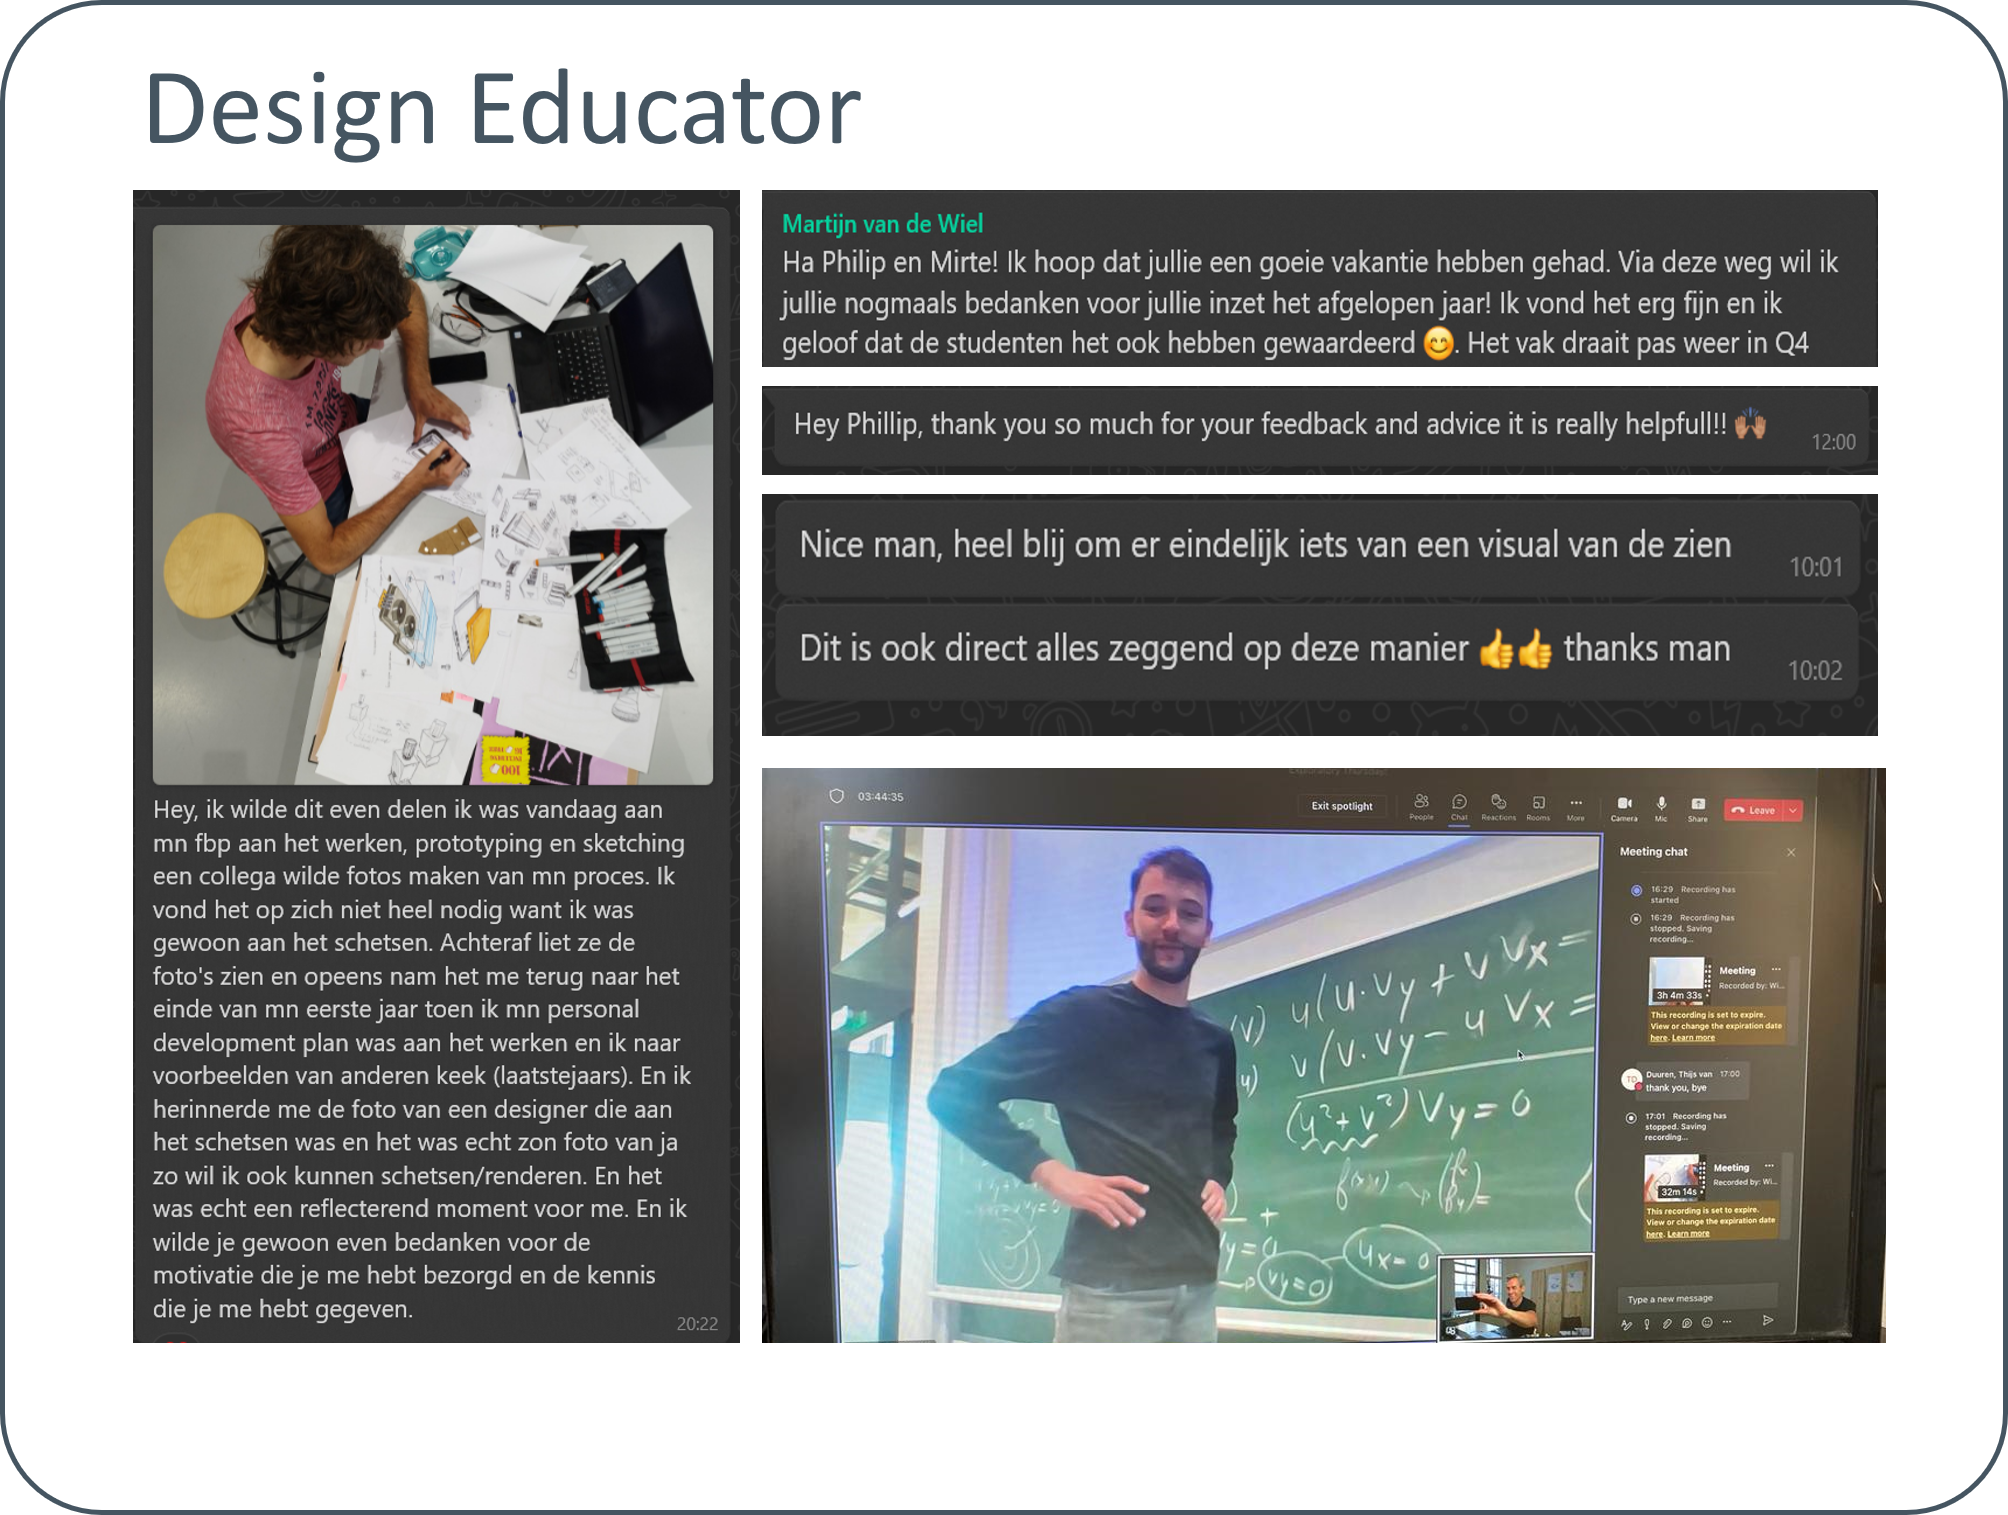 Design Educator
Hey, ik wilde dit even delen ik was vandaag aan
mn fbp aan het werken, prototyping en sketching
een collega wilde fotos maken van mn proces. Ik
vond het op zich niet heel nodig want ik was
gewoon aan het schetsen. Achteraf liet ze de
foto's zien en opeens nam het me terug naar het
einde van mn eerste jaar toen ik mn personal
development plan was aan het werken en ik naar
voorbeelden van anderen keek (laatstejaars). En ik
herinnerde me de foto van een designer die aan
het schetsen was en het was echt zon foto van ja
zo wil ik ook kunnen schetsen/renderen. En het
was echt een reflecterend moment voor me. En ik
wilde je gewoon even bedanken voor de
motivatie die je me hebt bezorgd en de kennis
die je me hebt gegeven.
20:22
Martijn van de Wiel
Ha Philip en Mirte! Ik hoop dat jullie een goeie vakantie hebben gehad. Via deze weg wil ik
jullie nogmaals bedanken voor jullie inzet het afgelopen jaar! Ik vond het erg fijn en ik
geloof dat de studenten het ook hebben gewaardeerd 😊. Het vak draait pas weer in Q4
Hey Phillip, thank you so much for your feedback and advice it is really helpfull!! 🙌🏽
12:00
Nice man, heel blij om er eindelijk iets van een visual van de zien
10:01
Dit is ook direct alles zeggend op deze manier 👍👍 thanks man
10:02
03:44:35
Exit spotlight
People
Chat
Reactions
Rooms
More
Camera
Mic
Share
Leave
Meeting chat
16:29 Recording has
started
16:29 Recording has
stopped. Saving
recording...
Meeting
Recorded by: Wi...
3h 4m 33s
This recording is set to expire.
View or change the expiration date
here. Learn more
TD
Duuren, Thijs van 17:00
thank you, bye
17:01 Recording has
stopped. Saving
recording...
Meeting
Recorded by: Wi...
32m 14s
This recording is set to expire.
View or change the expiration date
here. Learn more
Type a new message
u(u·vy + v vx =
v(v·vy - u vx =
(u²+v²) vy = 0
vy=0
ux=0
100